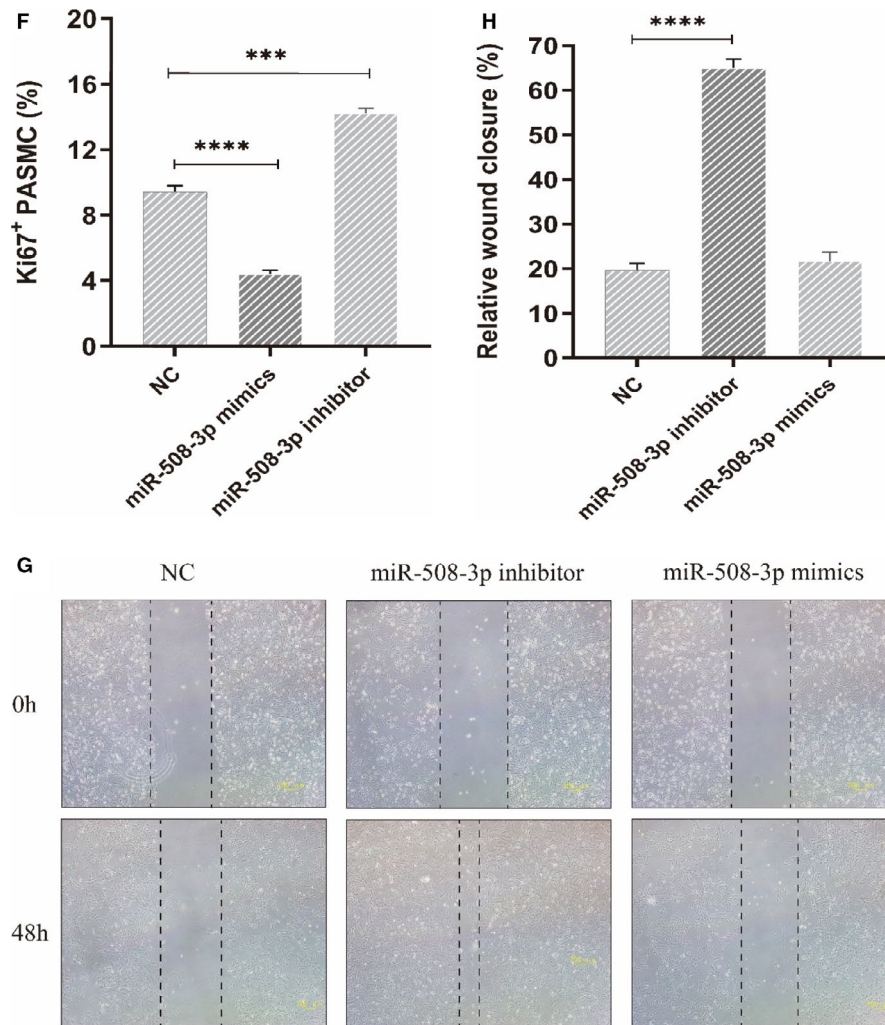 F
Ki67+ PASMC (%)
20
16
12
8
4
0
***
****
NC
miR-508-3p mimics
miR-508-3p inhibitor
H
Relative wound closure (%)
70
60
50
40
30
20
10
0
****
NC
miR-508-3p inhibitor
miR-508-3p mimics
G
NC miR-508-3p inhibitor miR-508-3p mimics
0h
48h